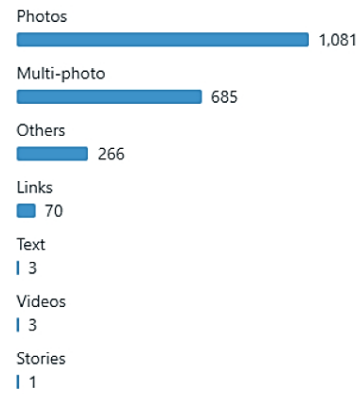 Photos
1,081
Multi-photo
685
Others
266
Links
70
Text
3
Videos
3
Stories
1